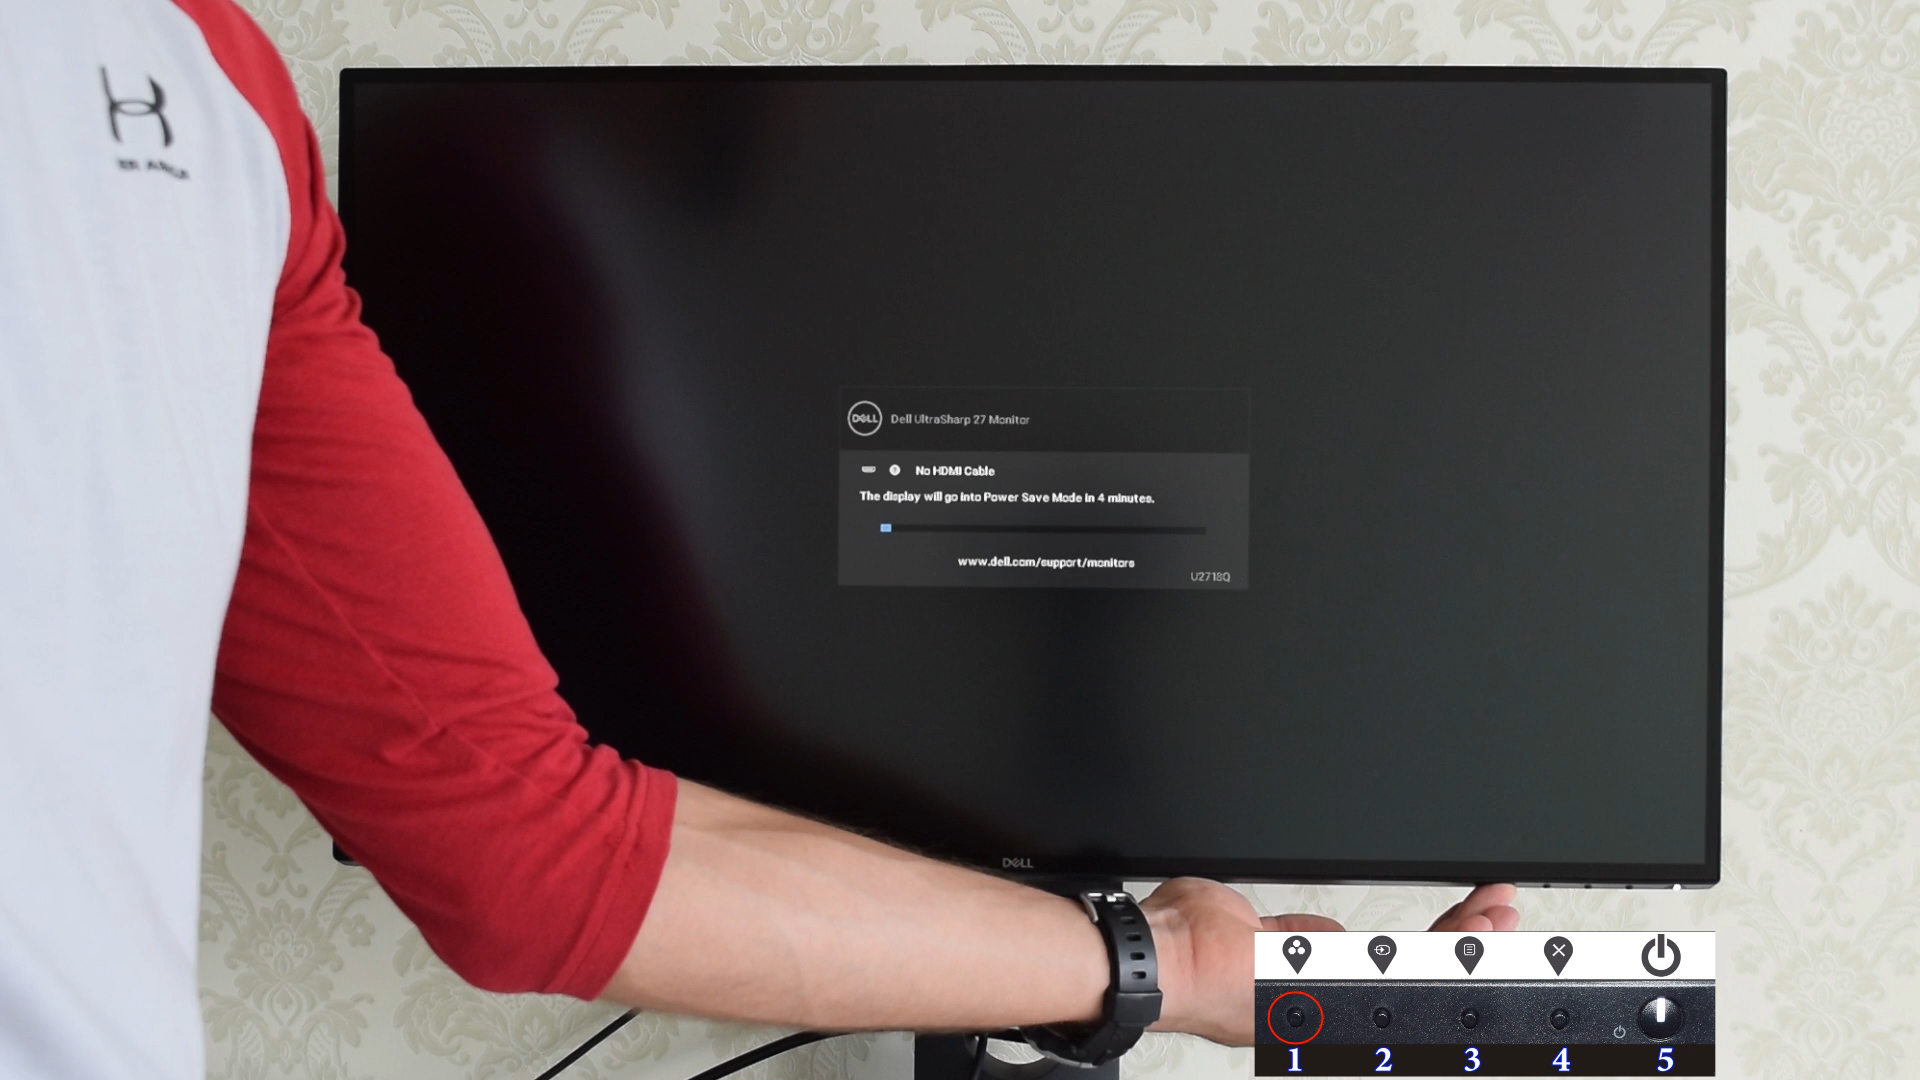 DELL
Dell UltraSharp 27 Monitor
No HDMI Cable
The display will go into Power Save Mode in 4 minutes.
www.dell.com/support/monitors
U2718Q
DELL
1 2 3 4 5